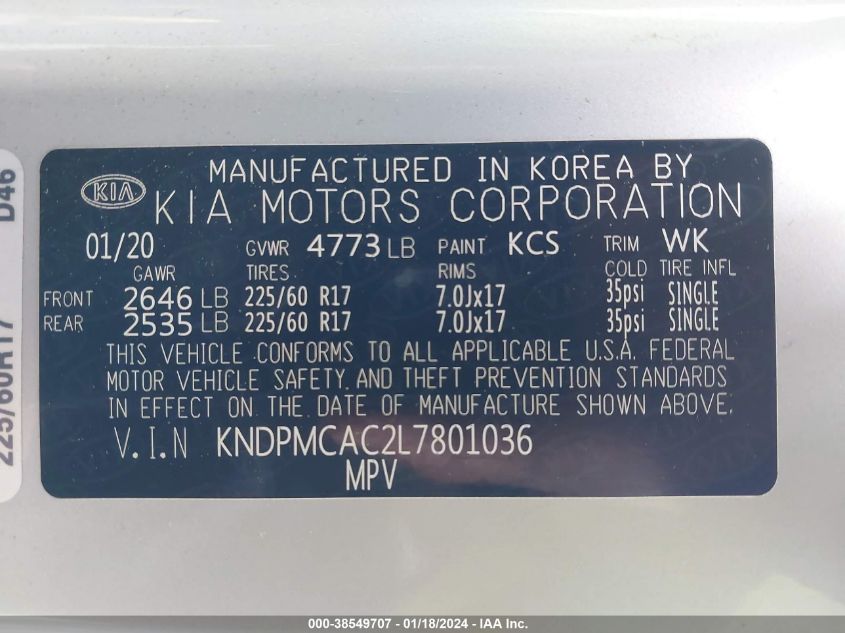 MANUFACTURED IN KOREA BY
KIA
KIA MOTORS CORPORATION
01/20 GVWR 4773 LB PAINT KCS TRIM WK
GAWR TIRES RIMS COLD TIRE INFL
FRONT 2646 LB 225/60 R17 7.0Jx17 35psi SINGLE
REAR 2535 LB 225/60 R17 7.0Jx17 35psi SINGLE
THIS VEHICLE CONFORMS TO ALL APPLICABLE U.S.A. FEDERAL
MOTOR VEHICLE SAFETY AND THEFT PREVENTION STANDARDS
IN EFFECT ON THE DATE OF MANUFACTURE SHOWN ABOVE.
V.I.N KNDPMCAC2L7801036
MPV
225/60R17 D46
000-38549707 - 01/18/2024 - IAA Inc.